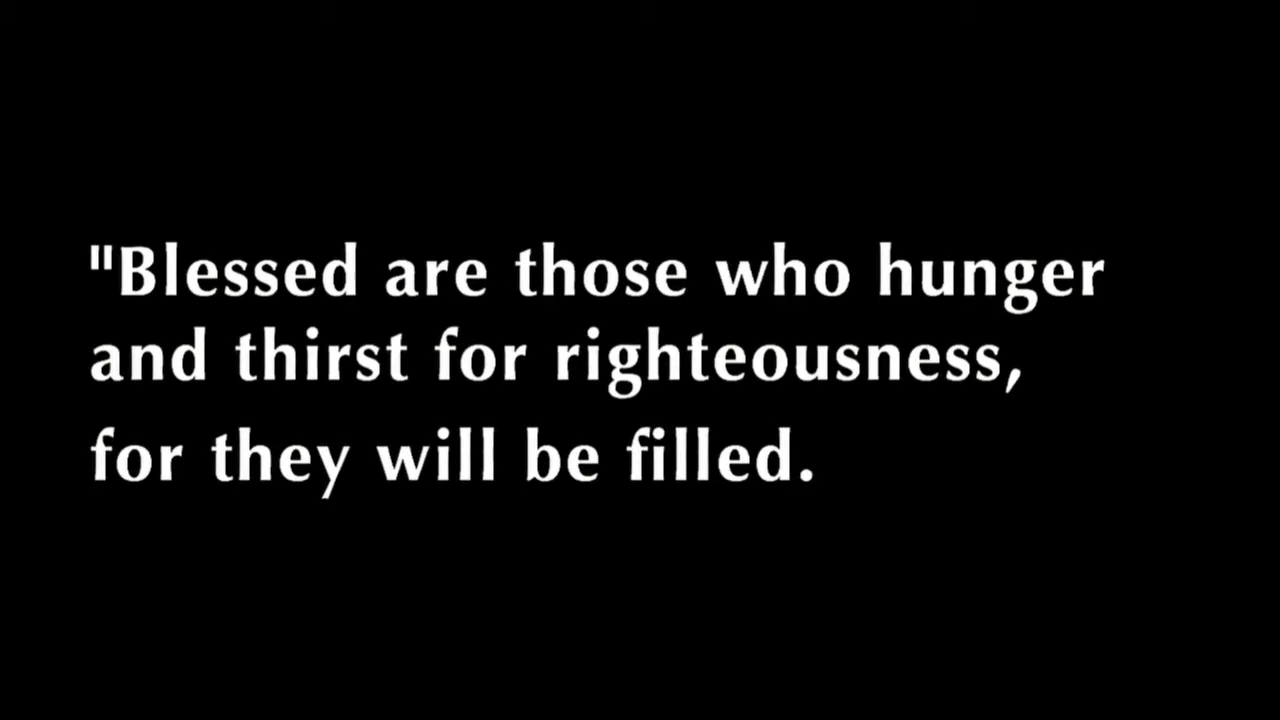 "Blessed are those who hunger
and thirst for righteousness,
for they will be filled.